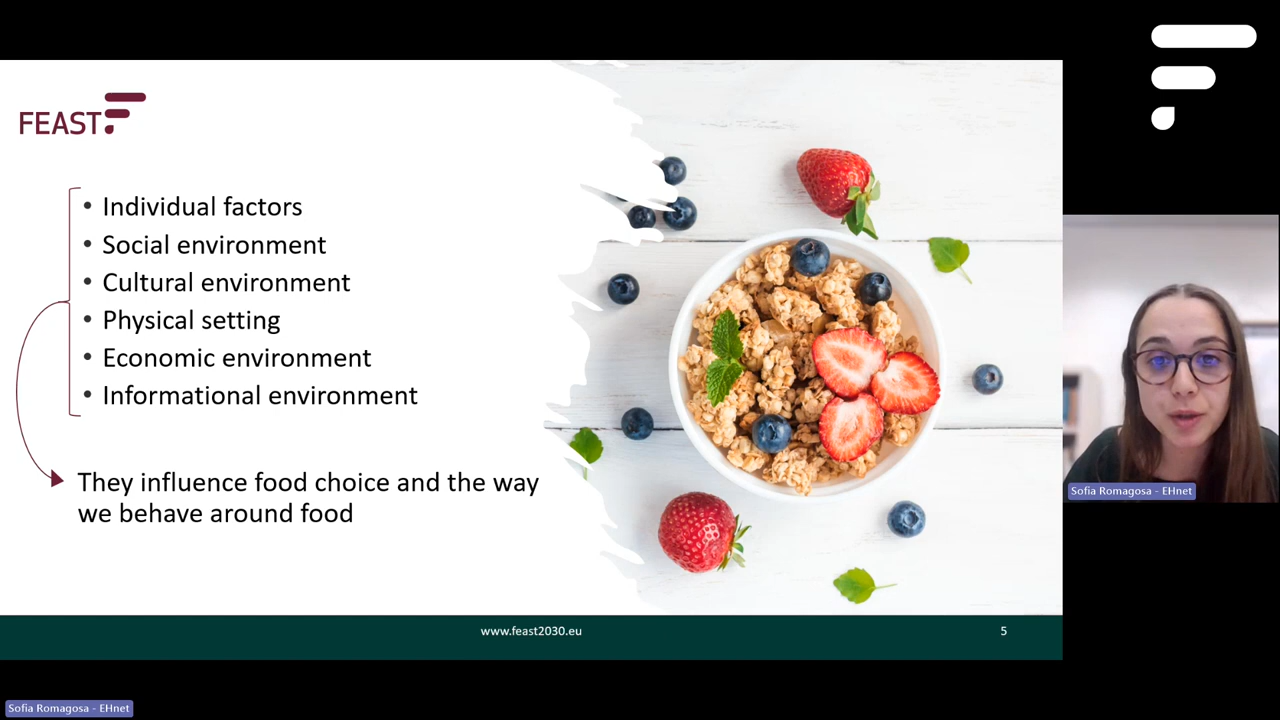 FEAST
• Individual factors
• Social environment
• Cultural environment
• Physical setting
• Economic environment
• Informational environment
They influence food choice and the way
we behave around food
www.feast2030.eu
5
Sofia Romagosa - EHnet
Sofia Romagosa - EHnet